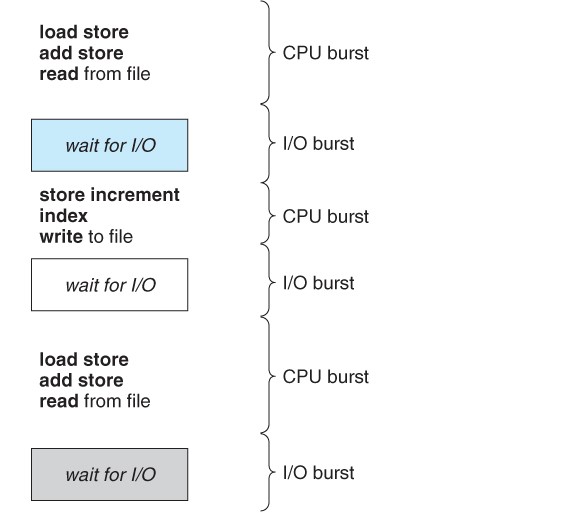 load store
add store
read from file
CPU burst
wait for I/O
I/O burst
store increment
index
write to file
CPU burst
wait for I/O
I/O burst
load store
add store
read from file
CPU burst
wait for I/O
I/O burst